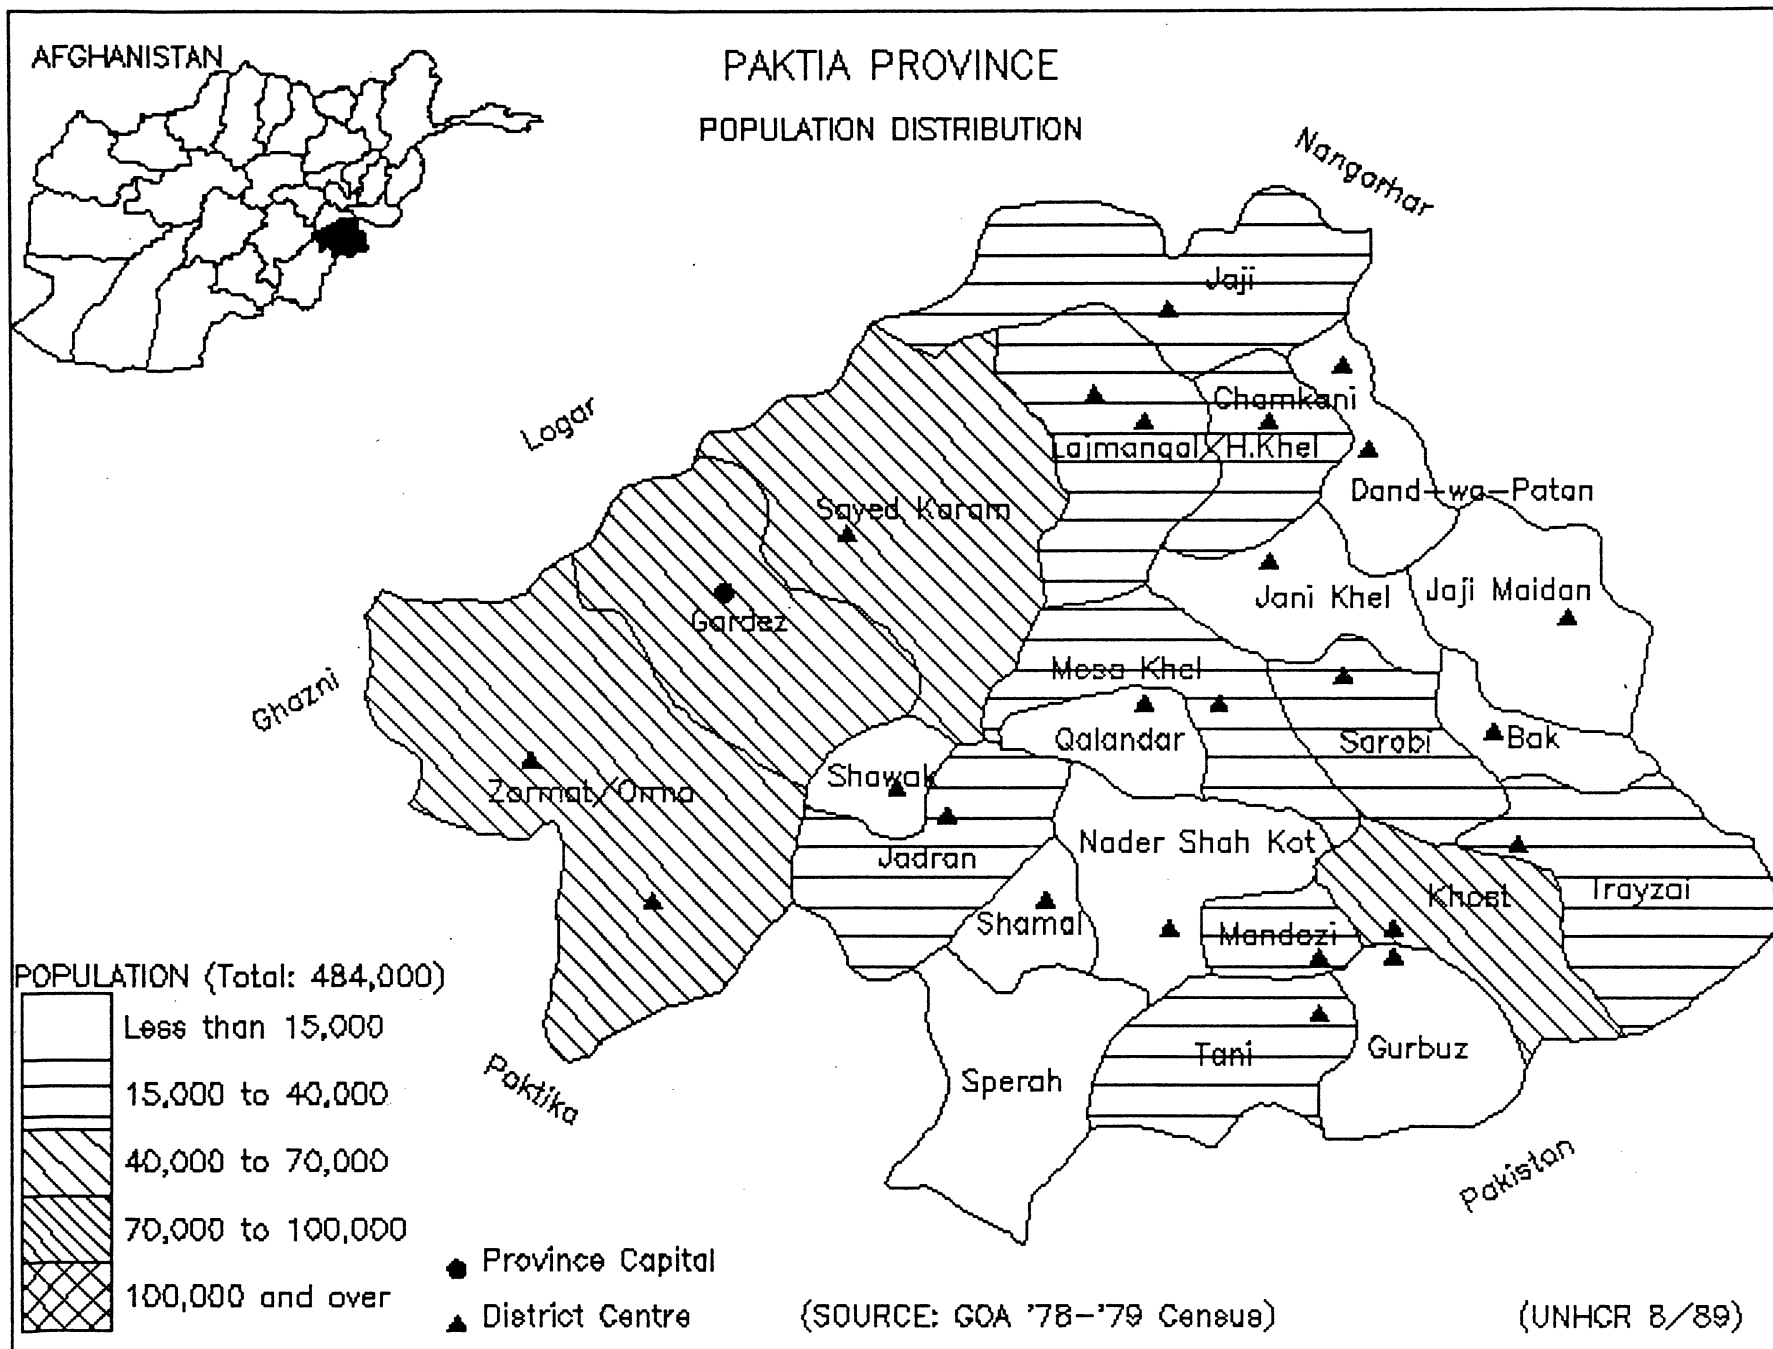 AFGHANISTAN
PAKTIA PROVINCE
POPULATION DISTRIBUTION
Nangarhar
Jaji
Logar
Chamkani
Lajmangal/H.Khel
Dand-wa-Patan
Sayed Karam
Jani Khel
Jaji Maidan
Gardez
Ghazni
Mosa Khel
Qalandar
Sarobi
Bak
Shawak
Zormat/Orma
Nader Shah Kot
Jadran
Khost
Trayzai
Shamal
Mandozi
Tani
Gurbuz
Sperah
Paktika
Pakistan
POPULATION (Total: 484,000)
Less than 15,000
15,000 to 40,000
40,000 to 70,000
70,000 to 100,000
100,000 and over
Province Capital
District Centre
(SOURCE: GOA '78-'79 Census)
(UNHCR 8/89)